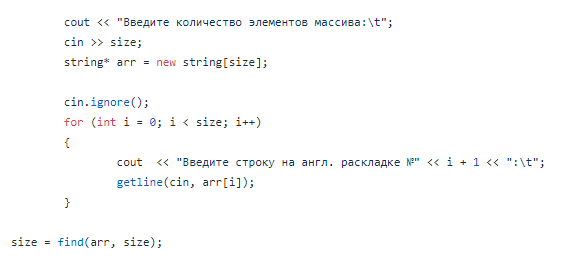 cout << "Введите количество элементов массива:\t";
cin >> size;
string* arr = new string[size];
cin.ignore();
for (int i = 0; i < size; i++)
{
cout  << "Введите строку на англ. раскладке №" << i + 1 << ":\t";
getline(cin, arr[i]);
}
size = find(arr, size);